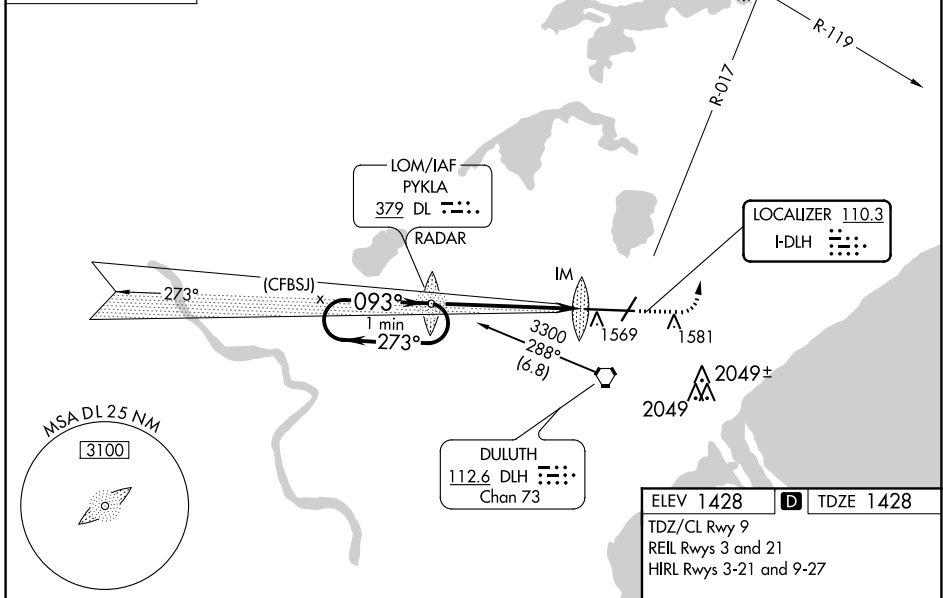 R-119
R-017
LOM/IAF
PYKLA
379 DL
RADAR
LOCALIZER 110.3
I-DLH
IM
(CFBSJ)
273°
x
093°
1 min
273°
1569
1581
3300
288°
(6.8)
2049±
2049
MSA DL 25 NM
3100
DULUTH
112.6 DLH
Chan 73
ELEV 1428 D TDZE 1428
TDZ/CL Rwy 9
REIL Rwys 3 and 21
HIRL Rwys 3-21 and 9-27